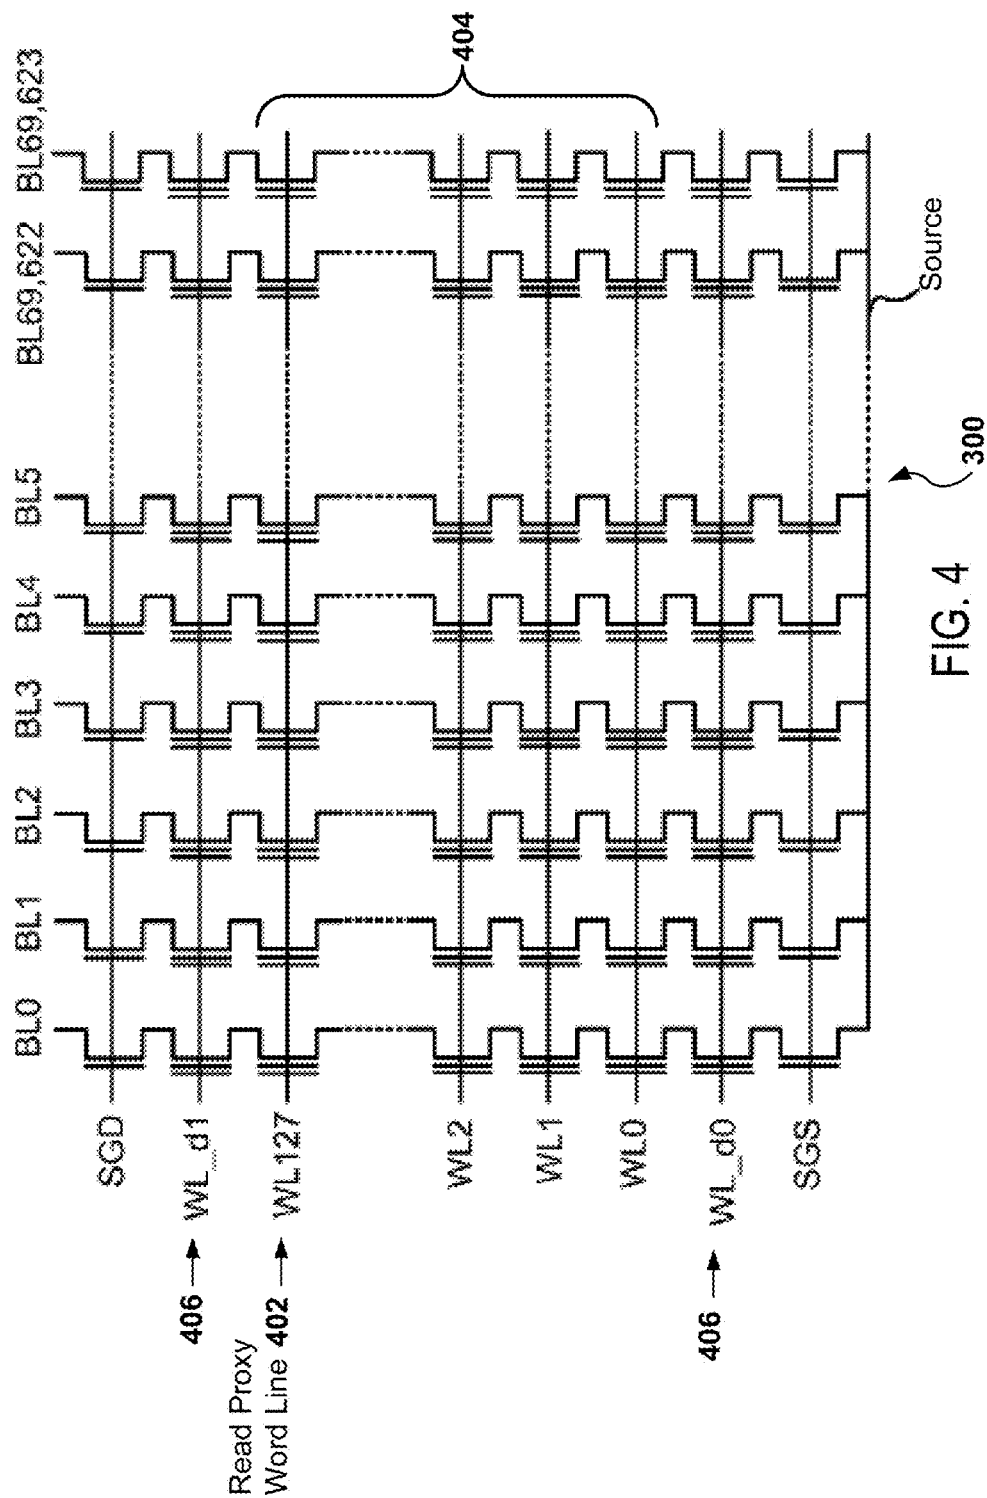 BL0
BL1
BL2
BL3
BL4
BL5
BL69,622
BL69,623
SGD
406
WL_d1
Read Proxy
Word Line 402
WL127
404
WL2
WL1
WL0
406
WL_d0
SGS
Source
300
FIG. 4